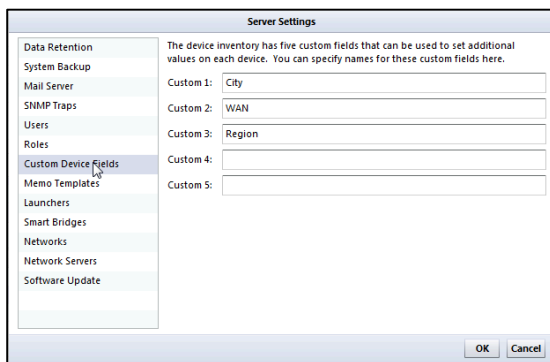 Server Settings
Data Retention
System Backup
Mail Server
SNMP Traps
Users
Roles
Custom Device Fields
Memo Templates
Launchers
Smart Bridges
Networks
Network Servers
Software Update
The device inventory has five custom fields that can be used to set additional
values on each device. You can specify names for these custom fields here.
Custom 1: City
Custom 2: WAN
Custom 3: Region
Custom 4:
Custom 5:
OK Cancel